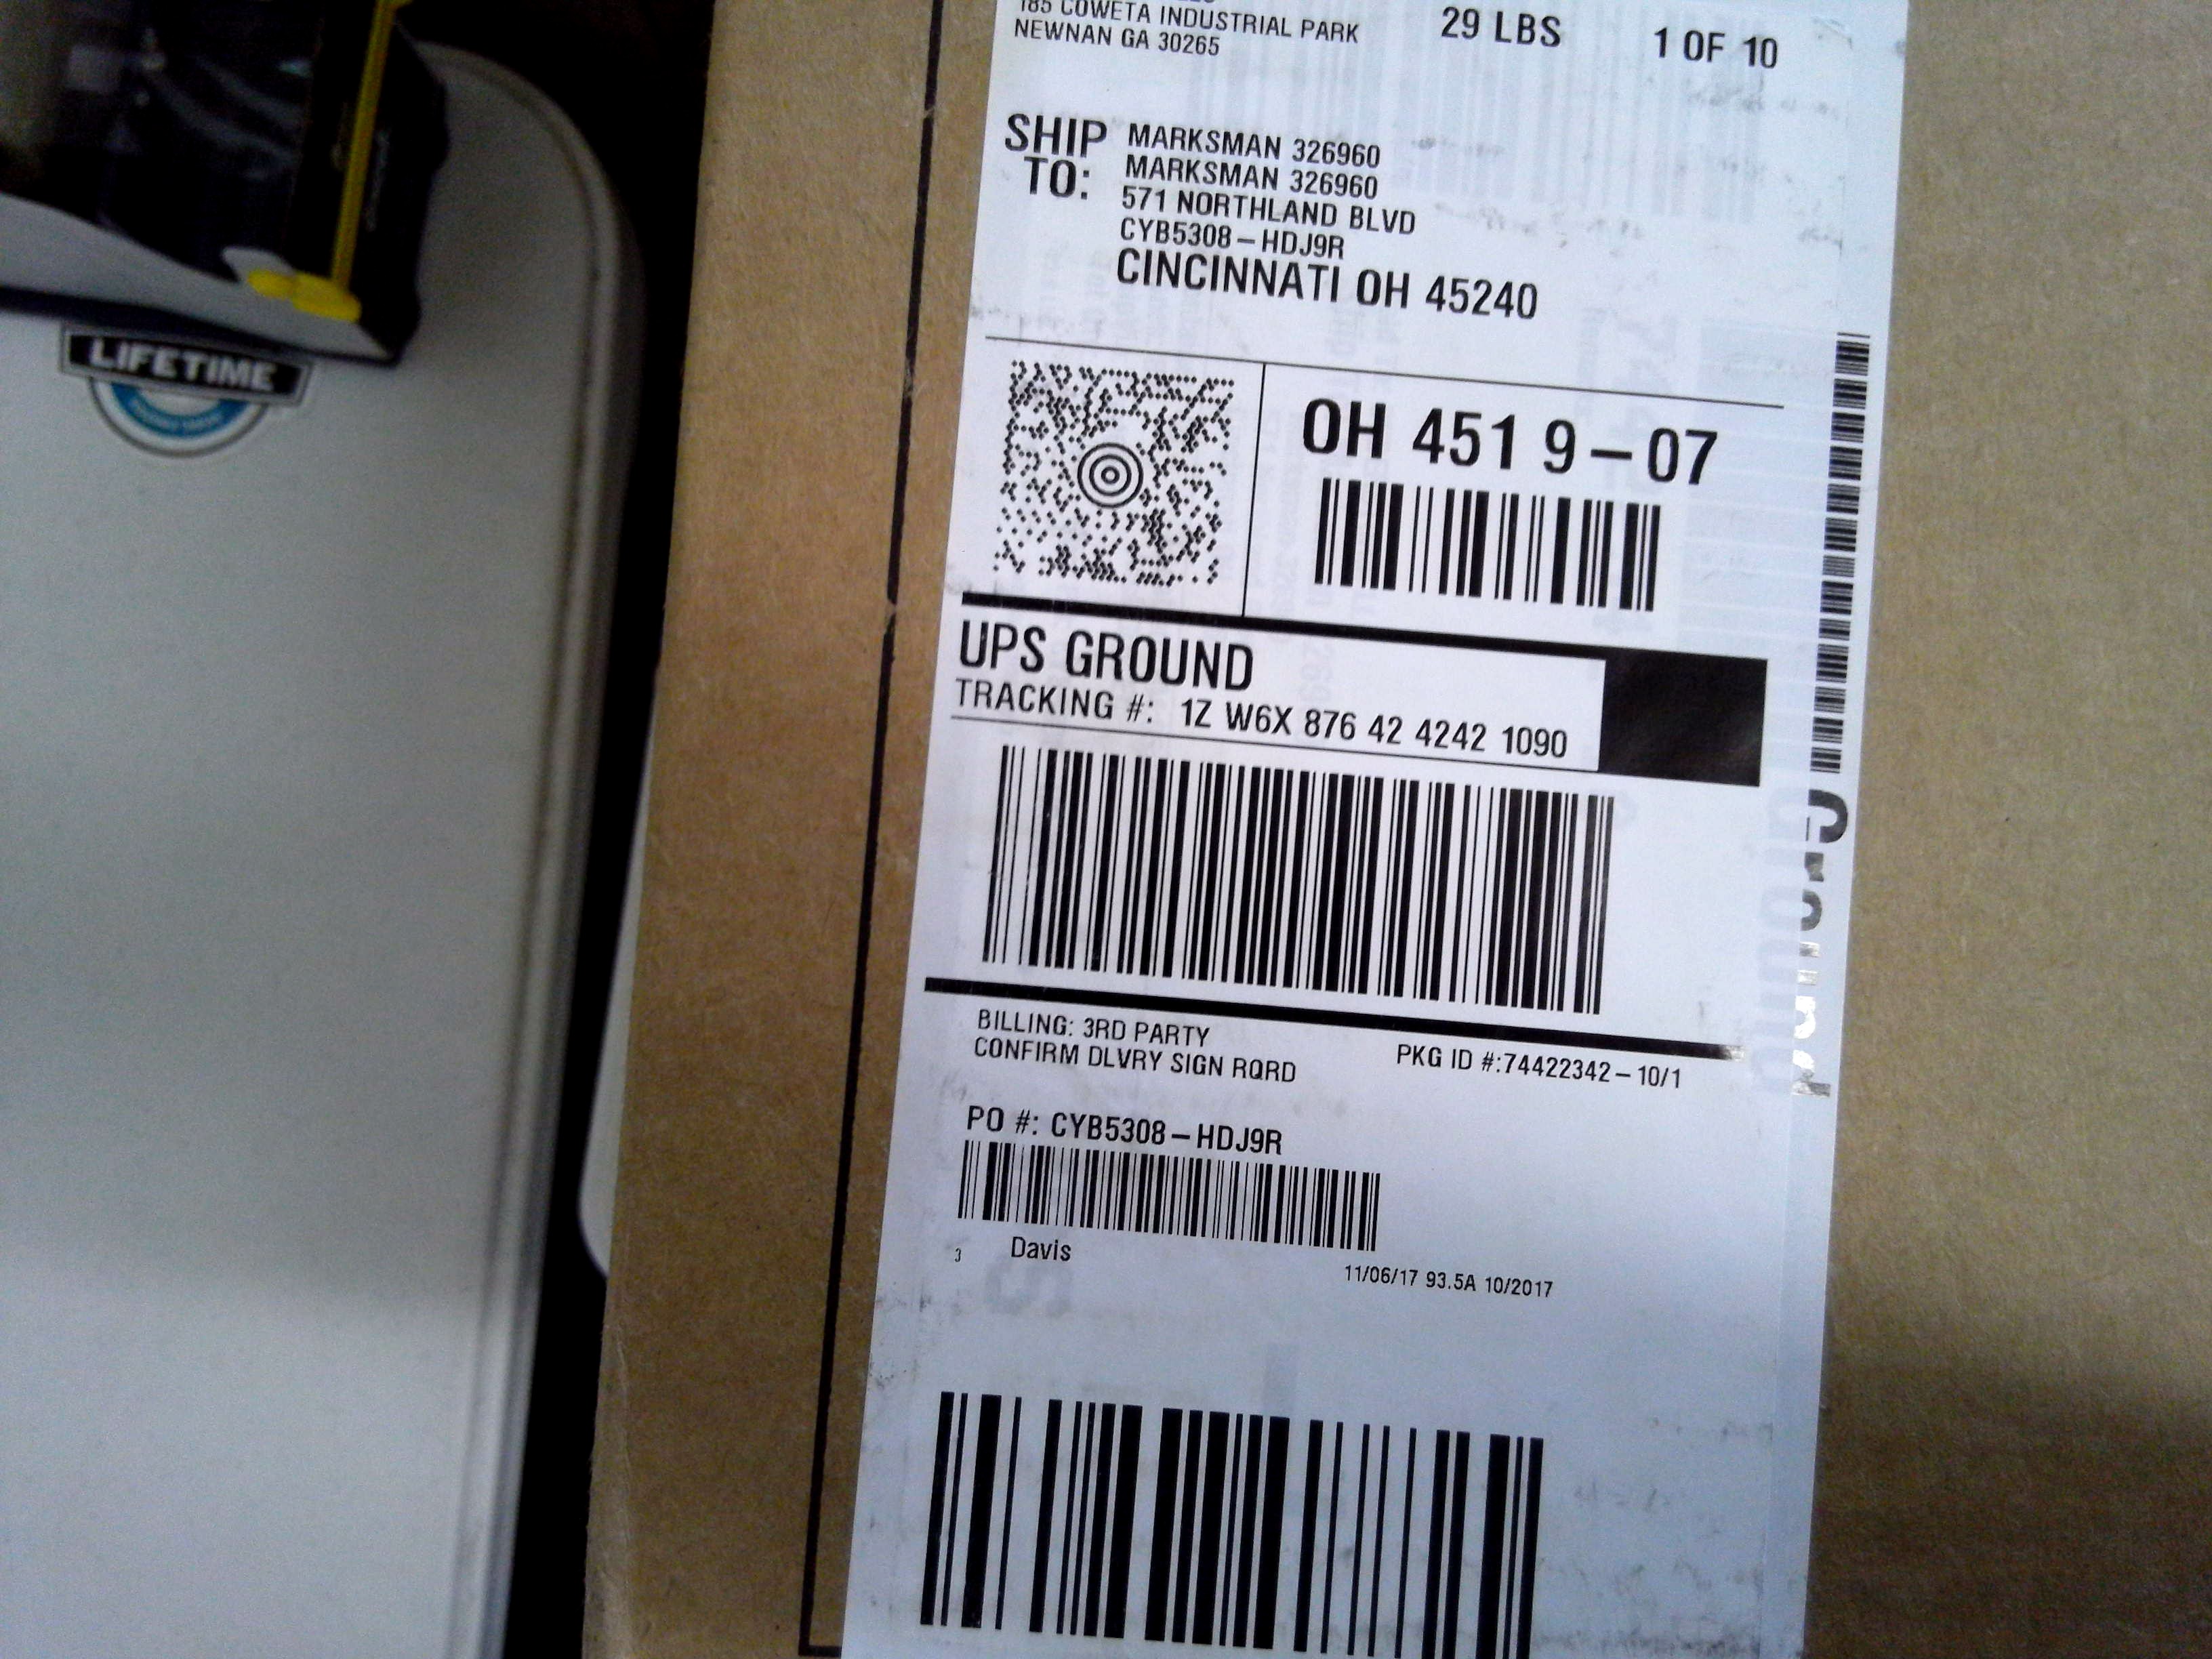 185 COWETA INDUSTRIAL PARK
NEWNAN GA 30265
29 LBS
1 OF 10
SHIP TO:
MARKSMAN 326960
MARKSMAN 326960
571 NORTHLAND BLVD
CYB5308-HDJ9R
CINCINNATI OH 45240
OH 451 9-07
UPS GROUND
TRACKING #: 1Z W6X 876 42 4242 1090
BILLING: 3RD PARTY
CONFIRM DLVRY SIGN RQRD
PKG ID #:74422342-10/1
PO #: CYB5308-HDJ9R
3 Davis
11/06/17 93.5A 10/2017
Ground
LIFETIME